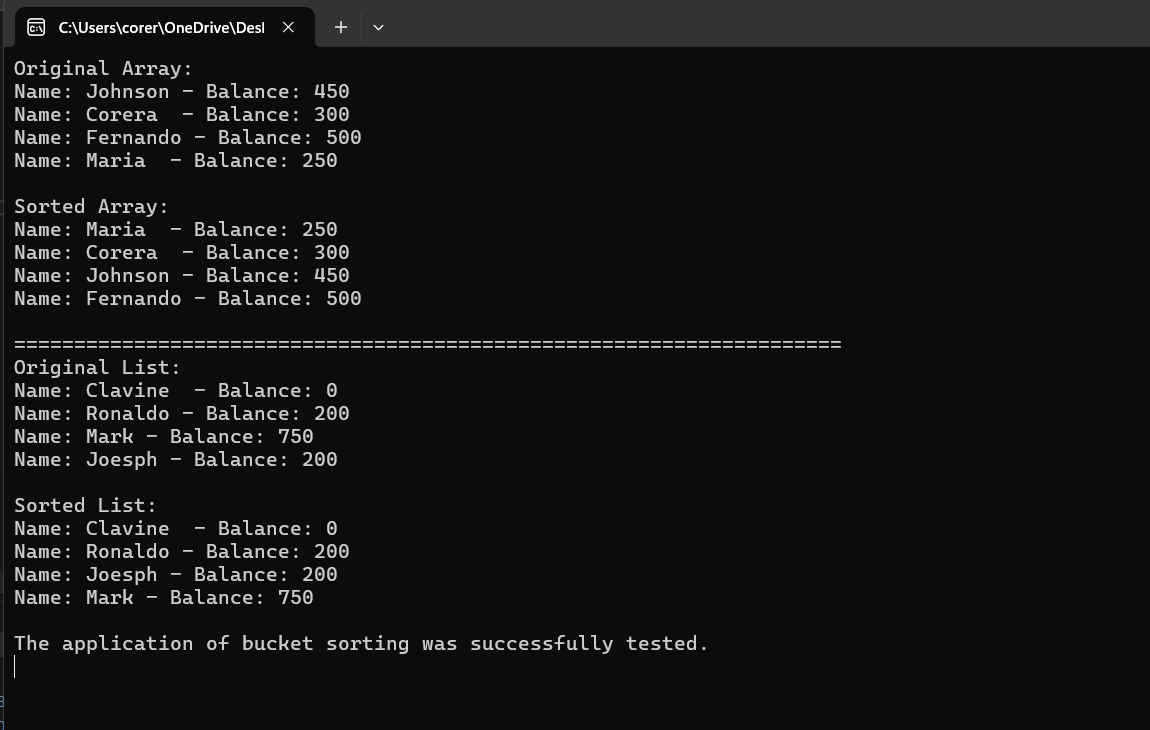 C:\Users\corer\OneDrive\Desl
Original Array:
Name: Johnson - Balance: 450
Name: Corera  - Balance: 300
Name: Fernando - Balance: 500
Name: Maria  - Balance: 250
Sorted Array:
Name: Maria  - Balance: 250
Name: Corera  - Balance: 300
Name: Johnson - Balance: 450
Name: Fernando - Balance: 500
=====================================================================
Original List:
Name: Clavine  - Balance: 0
Name: Ronaldo - Balance: 200
Name: Mark - Balance: 750
Name: Joesph - Balance: 200
Sorted List:
Name: Clavine  - Balance: 0
Name: Ronaldo - Balance: 200
Name: Joesph - Balance: 200
Name: Mark - Balance: 750
The application of bucket sorting was successfully tested.